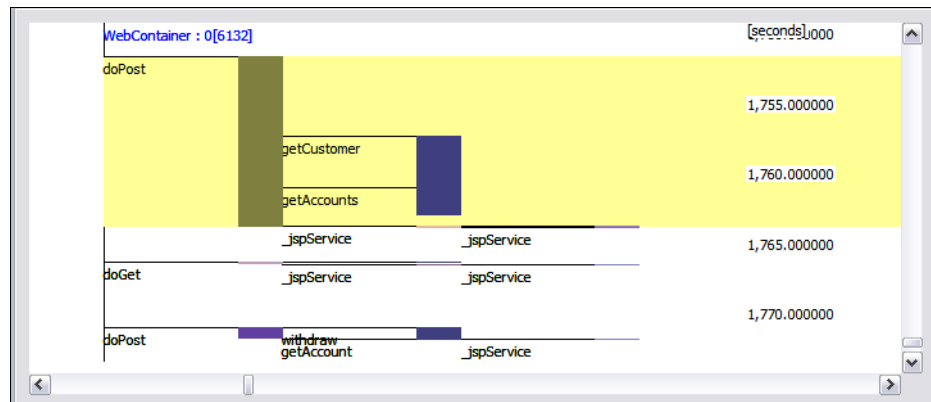 WebContainer : 0[6132]
[seconds]
doPost
1,755.000000
getCustomer
1,760.000000
getAccounts
_jspService _jspService
1,765.000000
doGet _jspService _jspService
1,770.000000
doPost withdraw
getAccount _jspService